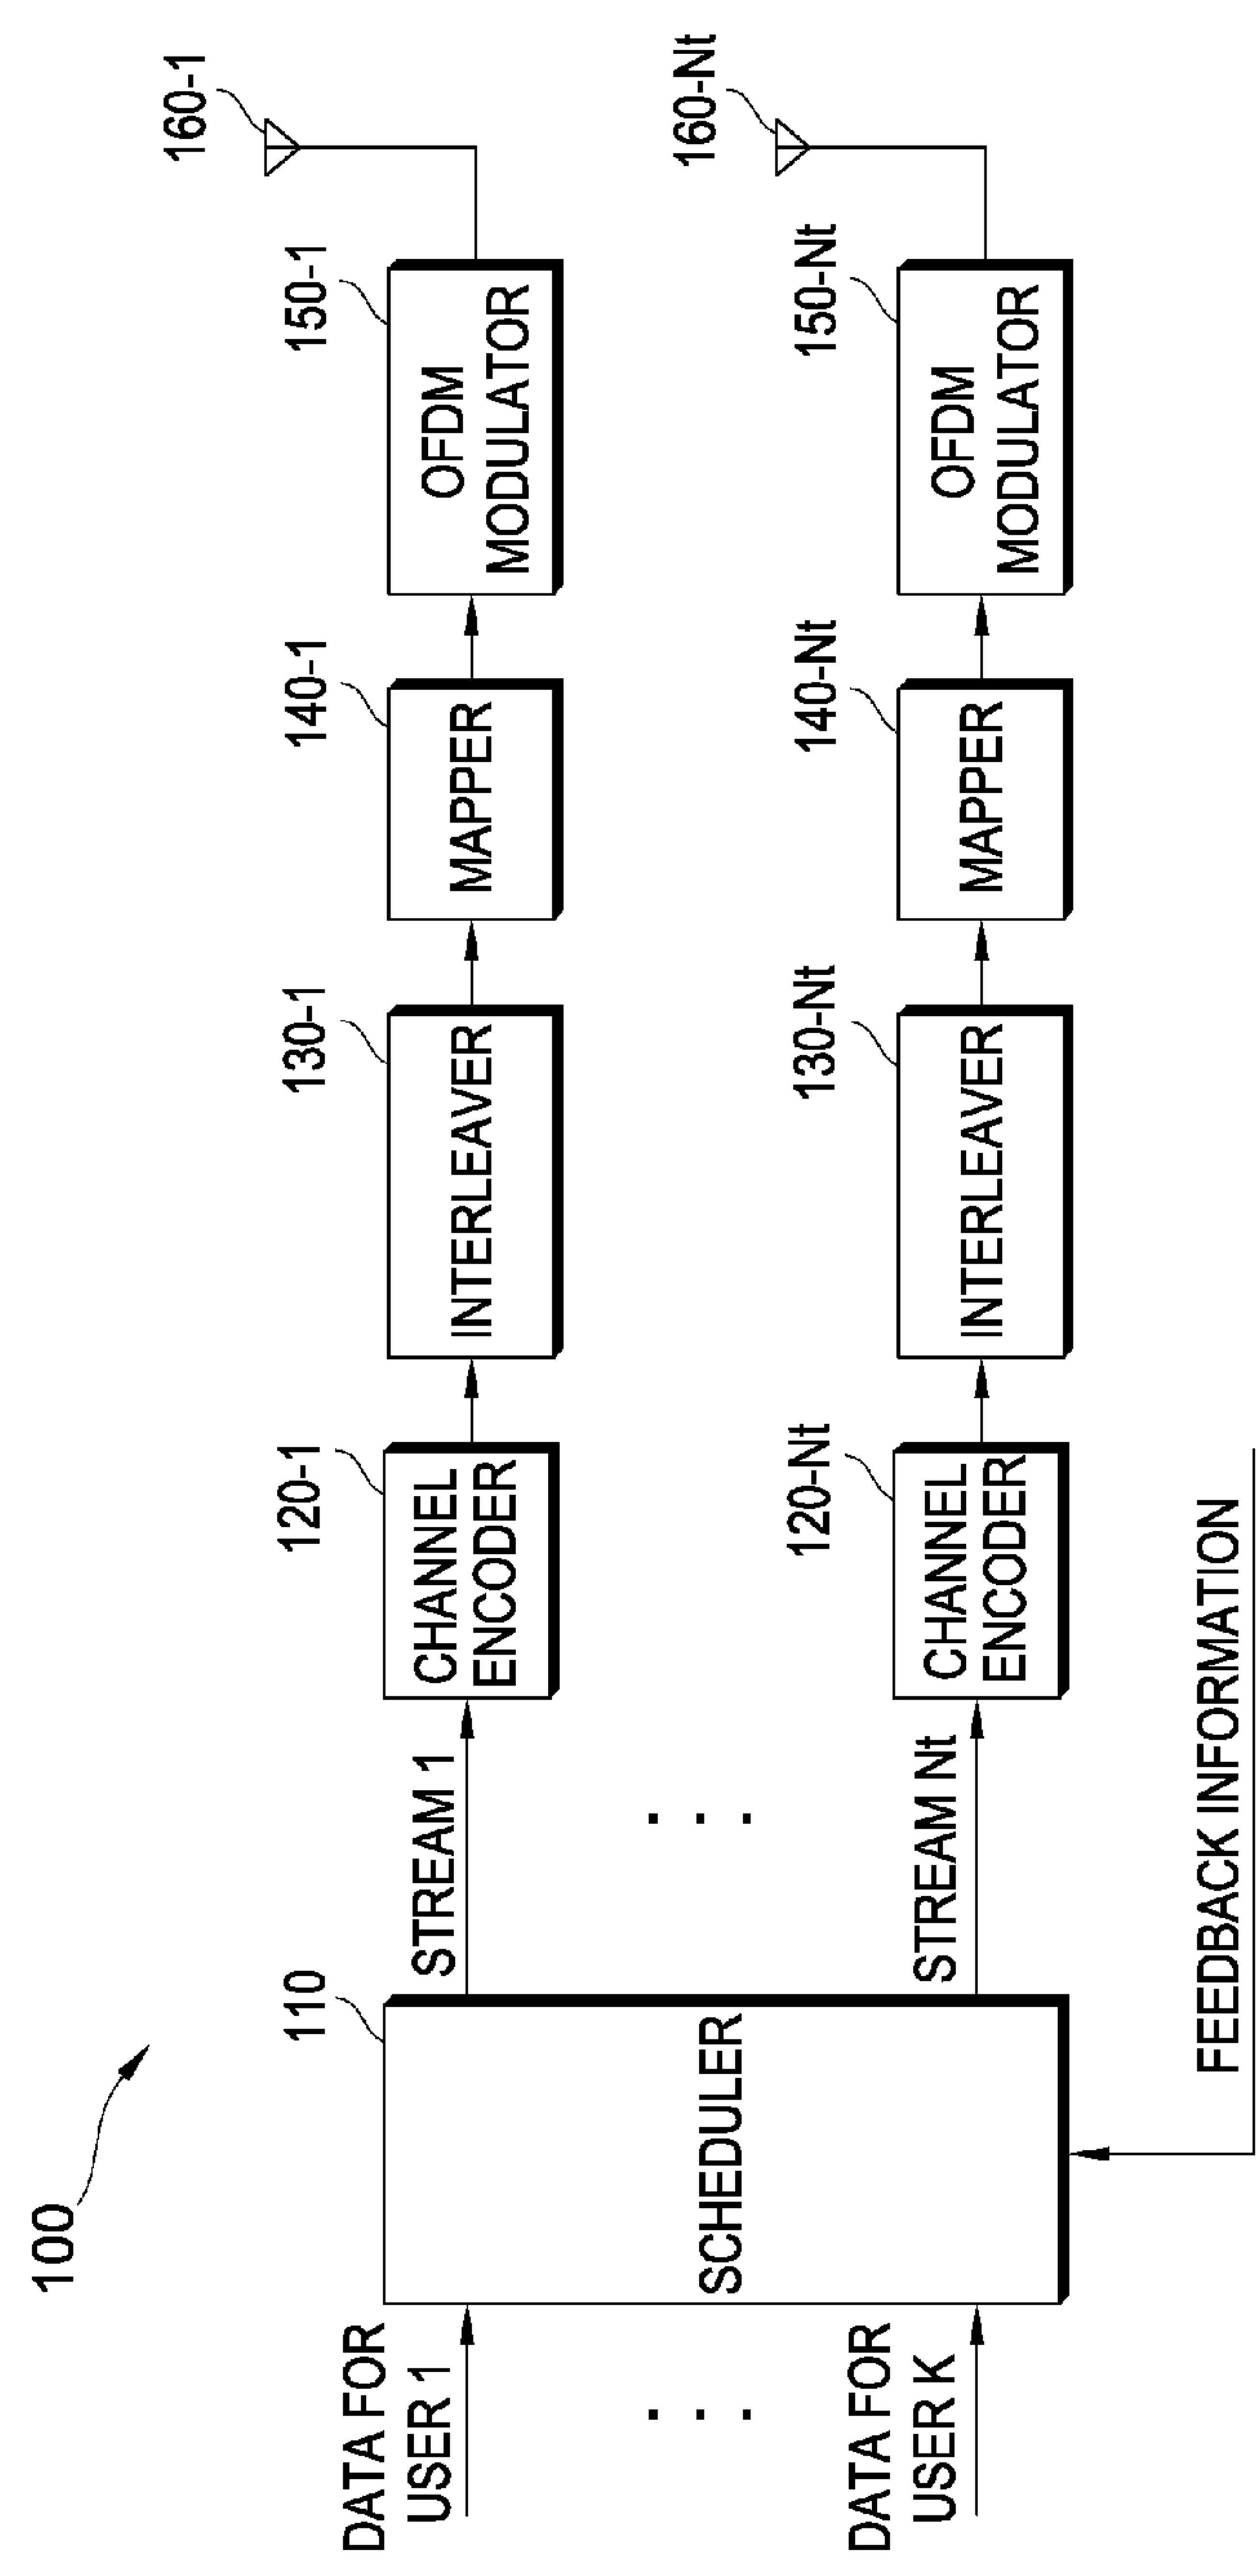 100
DATA FOR
USER 1
DATA FOR
USER K
110
SCHEDULER
FEEDBACK INFORMATION
STREAM 1
STREAM Nt
. . .
. . .
120-1
CHANNEL
ENCODER
130-1
INTERLEAVER
140-1
MAPPER
150-1
OFDM
MODULATOR
160-1
120-Nt
CHANNEL
ENCODER
130-Nt
INTERLEAVER
140-Nt
MAPPER
150-Nt
OFDM
MODULATOR
160-Nt